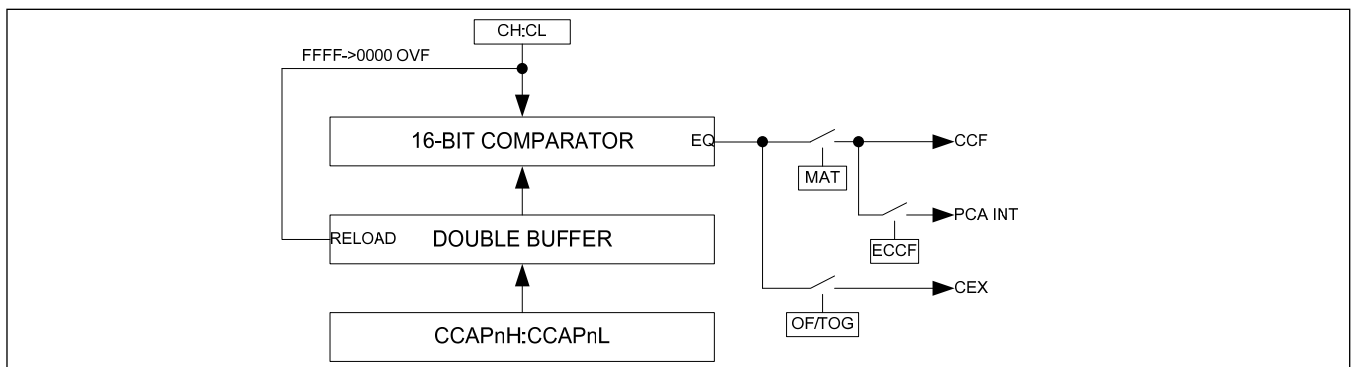 CH:CL
FFFF->0000 OVF
16-BIT COMPARATOR
EQ
CCF
MAT
PCA INT
RELOAD
DOUBLE BUFFER
ECCF
CEX
OF/TOG
CCAPnH:CCAPnL